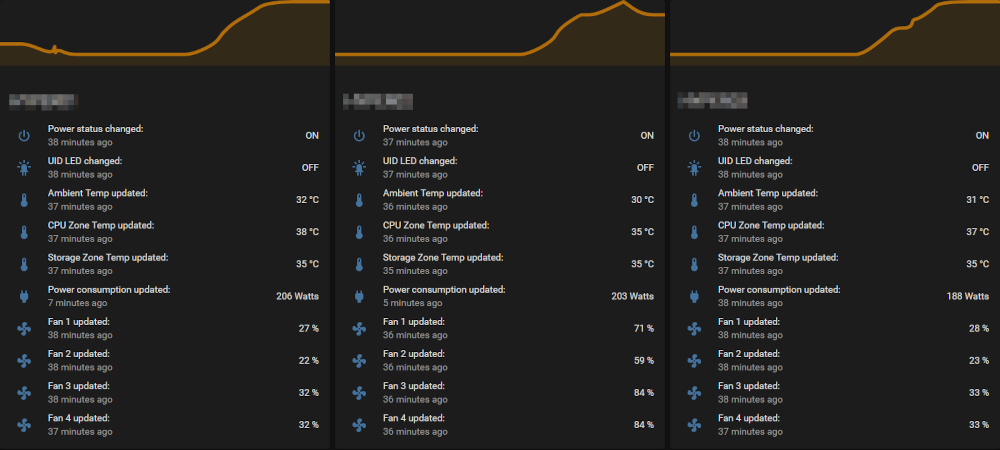 Power status changed:
38 minutes ago
ON
UID LED changed:
38 minutes ago
OFF
Ambient Temp updated:
37 minutes ago
32 °C
CPU Zone Temp updated:
37 minutes ago
38 °C
Storage Zone Temp updated:
37 minutes ago
35 °C
Power consumption updated:
7 minutes ago
206 Watts
Fan 1 updated:
38 minutes ago
27 %
Fan 2 updated:
38 minutes ago
22 %
Fan 3 updated:
38 minutes ago
32 %
Fan 4 updated:
37 minutes ago
32 %
Power status changed:
37 minutes ago
ON
UID LED changed:
37 minutes ago
OFF
Ambient Temp updated:
36 minutes ago
30 °C
CPU Zone Temp updated:
36 minutes ago
35 °C
Storage Zone Temp updated:
35 minutes ago
35 °C
Power consumption updated:
5 minutes ago
203 Watts
Fan 1 updated:
36 minutes ago
71 %
Fan 2 updated:
36 minutes ago
59 %
Fan 3 updated:
36 minutes ago
84 %
Fan 4 updated:
36 minutes ago
84 %
Power status changed:
38 minutes ago
ON
UID LED changed:
38 minutes ago
OFF
Ambient Temp updated:
37 minutes ago
31 °C
CPU Zone Temp updated:
37 minutes ago
37 °C
Storage Zone Temp updated:
37 minutes ago
35 °C
Power consumption updated:
38 minutes ago
188 Watts
Fan 1 updated:
38 minutes ago
28 %
Fan 2 updated:
38 minutes ago
23 %
Fan 3 updated:
38 minutes ago
33 %
Fan 4 updated:
37 minutes ago
33 %